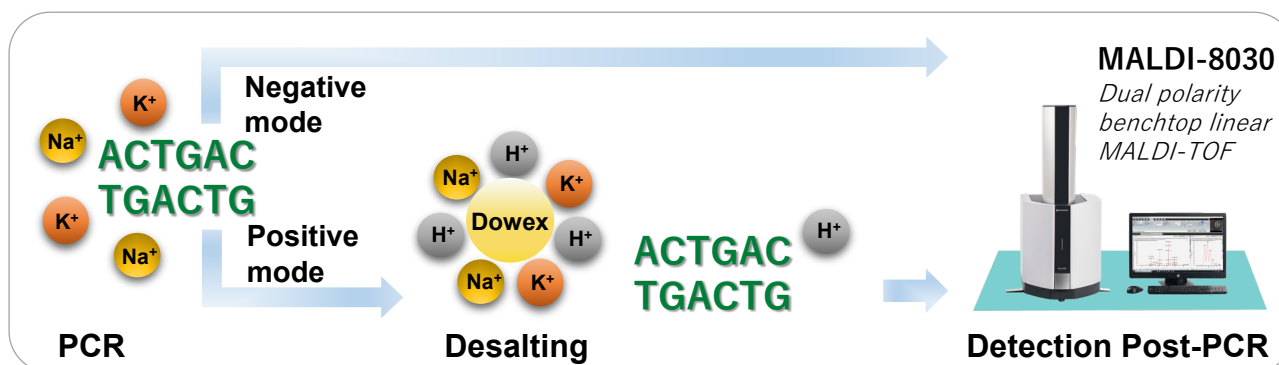 Negative
mode
MALDI-8030
Dual polarity
benchtop linear
MALDI-TOF
K⁺
Na⁺
ACTGAC
TGACTG
K⁺
Na⁺
Positive
mode
H⁺
Na⁺
K⁺
Dowex
H⁺
H⁺
Na⁺
K⁺
H⁺
ACTGAC
TGACTG
PCR
Desalting
Detection Post-PCR